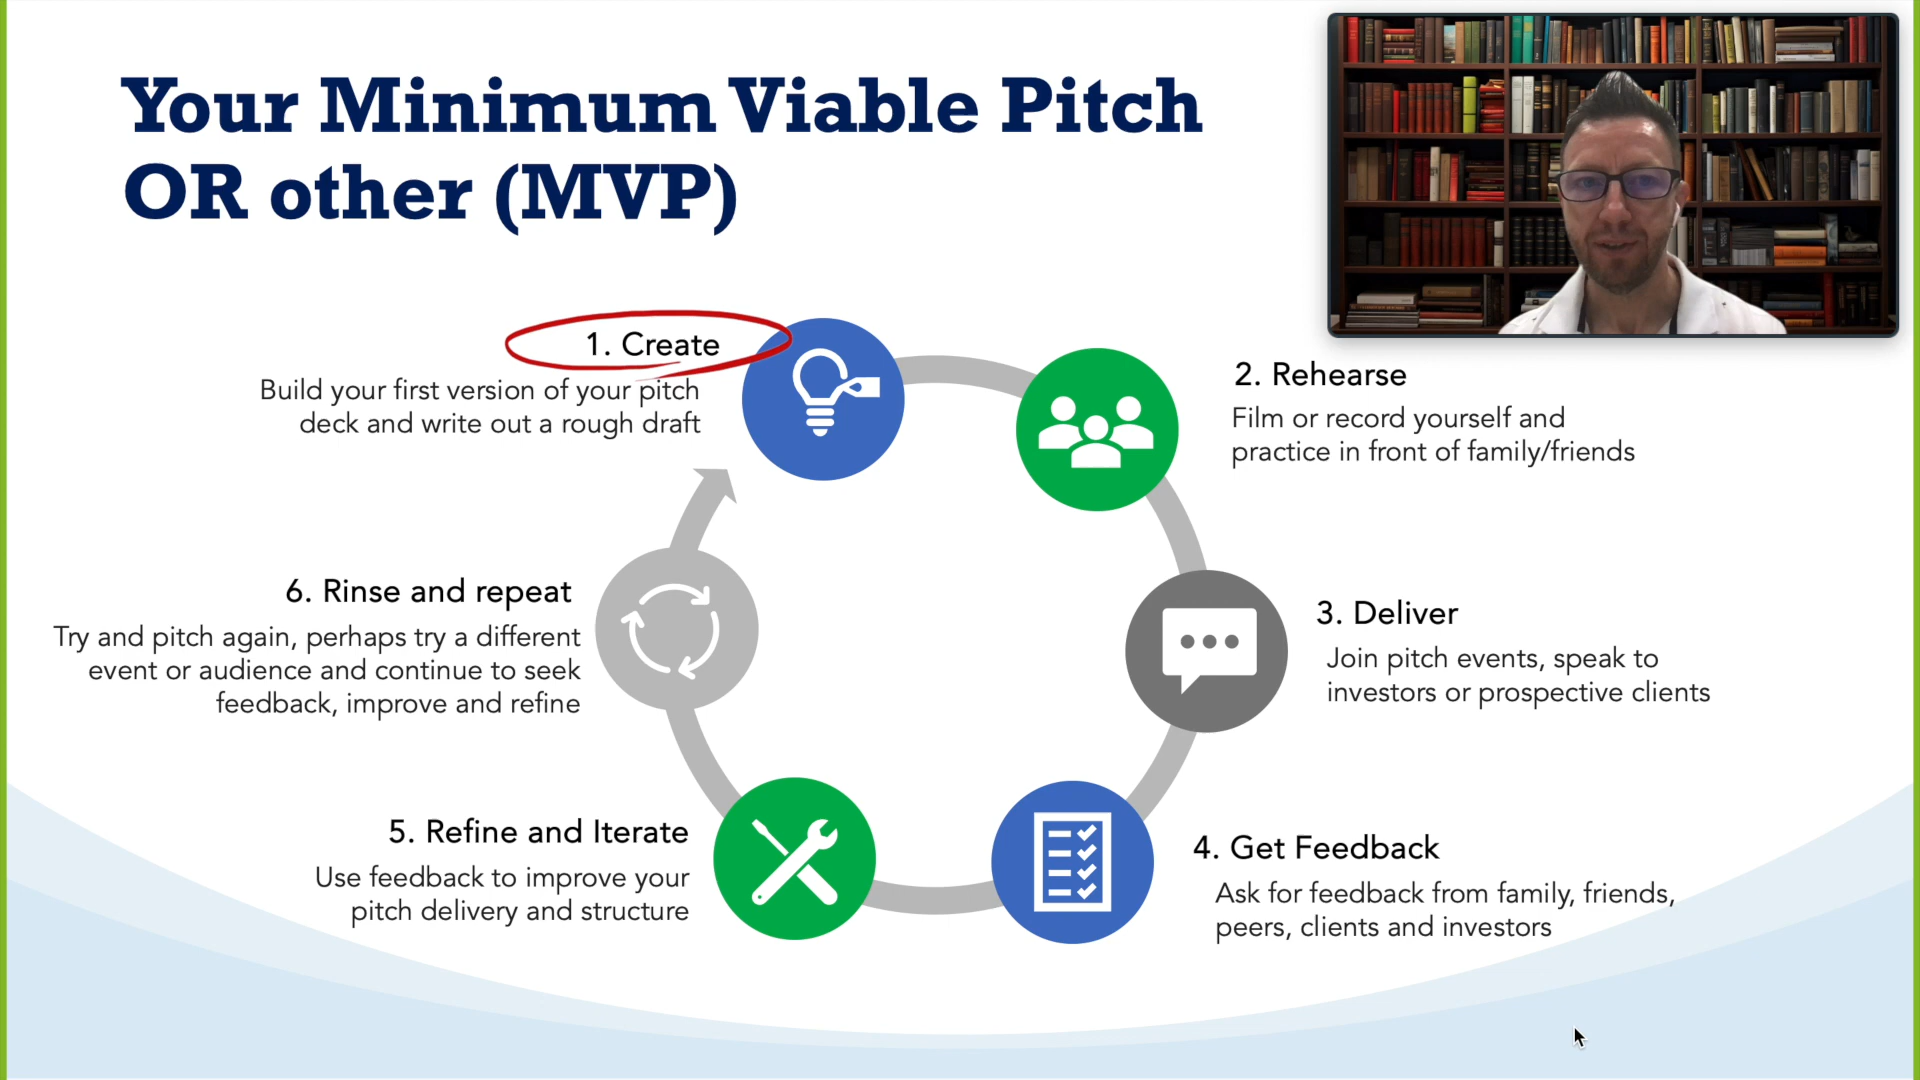 Your Minimum Viable Pitch
OR other (MVP)
1. Create
Build your first version of your pitch
deck and write out a rough draft
2. Rehearse
Film or record yourself and
practice in front of family/friends
3. Deliver
Join pitch events, speak to
investors or prospective clients
4. Get Feedback
Ask for feedback from family, friends,
peers, clients and investors
5. Refine and Iterate
Use feedback to improve your
pitch delivery and structure
6. Rinse and repeat
Try and pitch again, perhaps try a different
event or audience and continue to seek
feedback, improve and refine